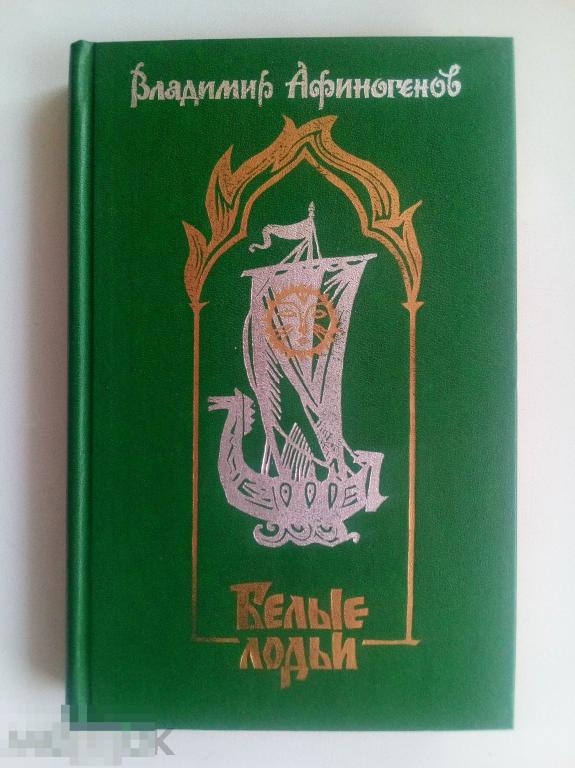 Владимир Афиногенов
Белые
лодьи